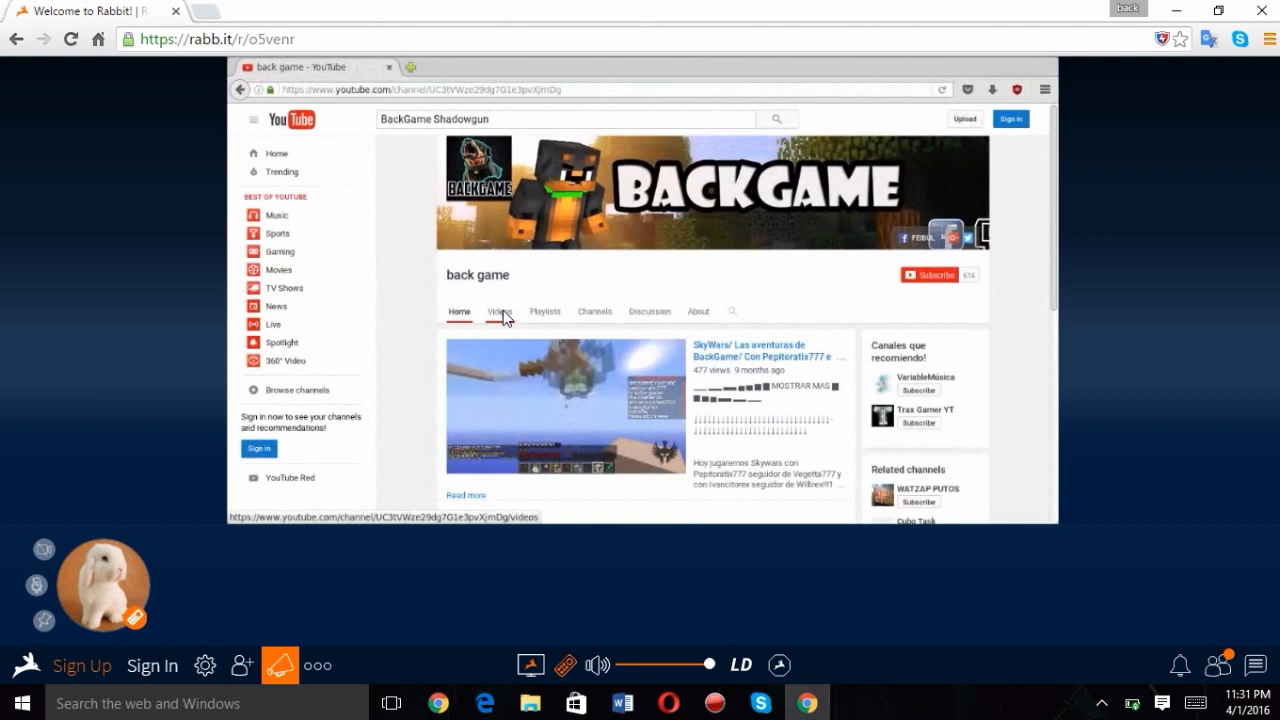 Welcome to Rabbit! | R
back
https://rabb.it/r/o5venr
back game - YouTube
https://www.youtube.com/channel/UC3tVWze29dg7G1e3pvXjmDg
YouTube
BackGame Shadowgun
Upload
Sign in
Home
Trending
BEST OF YOUTUBE
Music
Sports
Gaming
Movies
TV Shows
News
Live
Spotlight
360° Video
Browse channels
Sign in now to see your channels
and recommendations!
Sign in
YouTube Red
BACKGAME
BACKGAME
FEIBUL
back game
Subscribe 616
Home Videos Playlists Channels Discussion About
SkyWars/ Las aventuras de
BackGame/ Con Pepitoratix777 e ...
477 views 9 months ago
MOSTRAR MAS
Hoy jugaremos Skywars con
Pepitoratix777 seguidor de Vegetta777 y
con Ivancitorex seguidor de Willirex!!1 ...
Read more
Canales que
recomiendo!
VariableMúsica
Subscribe
Trax Gamer YT
Subscribe
Related channels
WATZAP PUTOS
Subscribe
Cubo Task
https://www.youtube.com/channel/UC3tVWze29dg7G1e3pvXjmDg/videos
Sign Up Sign In
LD
Search the web and Windows
11:31 PM
4/1/2016